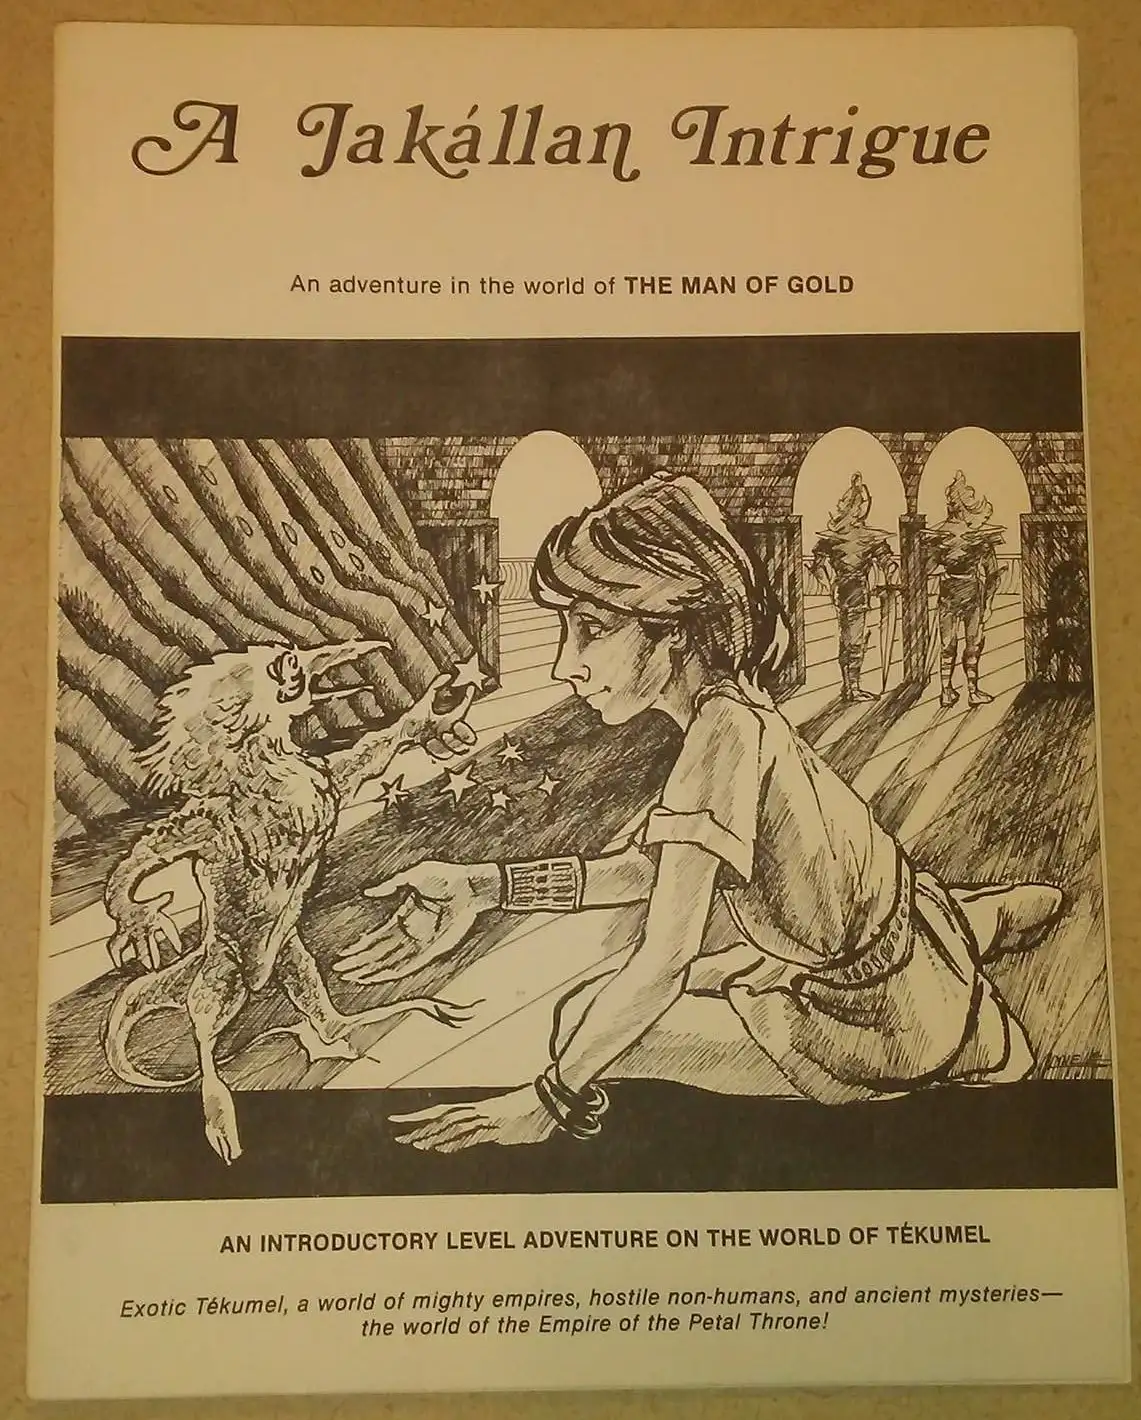 A Jakállan Intrigue
An adventure in the world of THE MAN OF GOLD
AN INTRODUCTORY LEVEL ADVENTURE ON THE WORLD OF TÉKUMEL
Exotic Tékumel, a world of mighty empires, hostile non-humans, and ancient mysteries—
the world of the Empire of the Petal Throne!